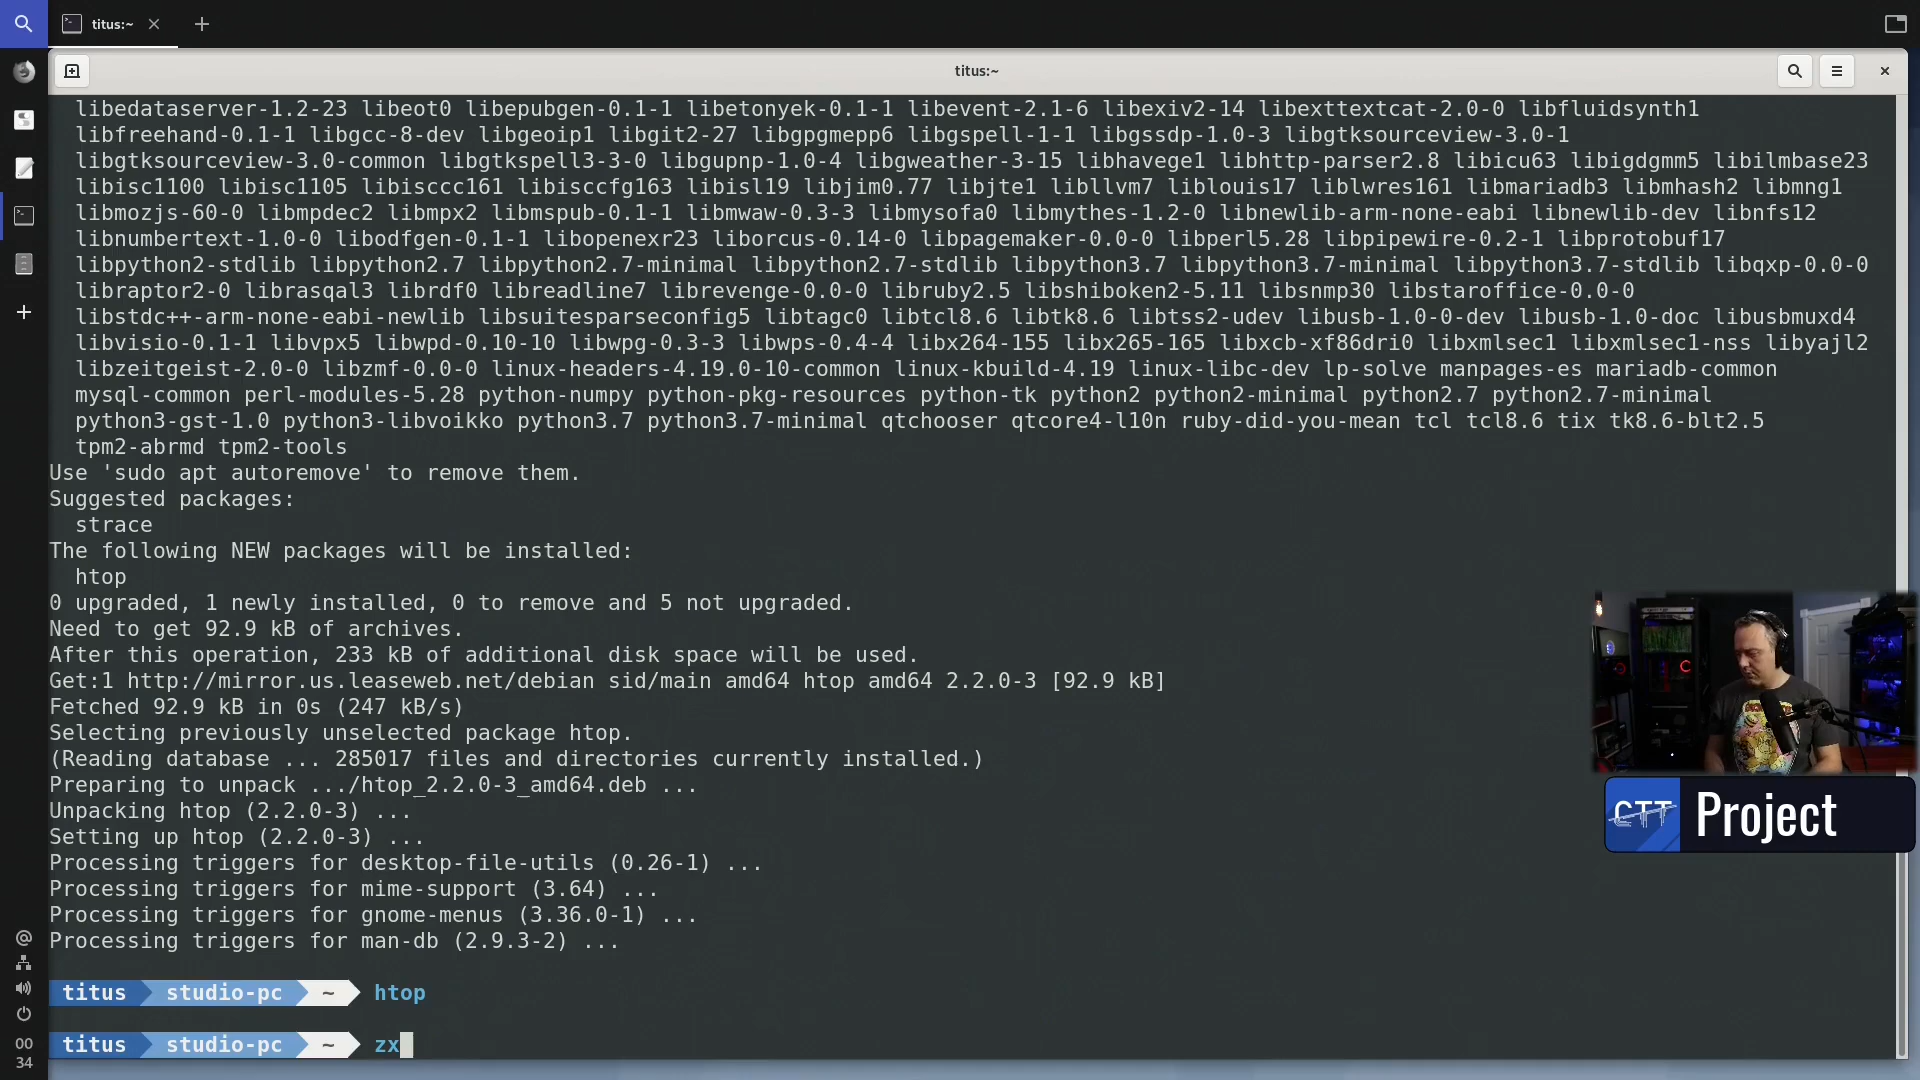 titus:~
titus:~
libedataserver-1.2-23 libeot0 libepubgen-0.1-1 libetonyek-0.1-1 libevent-2.1-6 libexiv2-14 libexttextcat-2.0-0 libfluidsynth1
libfreehand-0.1-1 libgcc-8-dev libgeoip1 libgit2-27 libgpgmepp6 libgspell-1-1 libgssdp-1.0-3 libgtksourceview-3.0-1
libgtksourceview-3.0-common libgtkspell3-3-0 libgupnp-1.0-4 libgweather-3-15 libhavege1 libhttp-parser2.8 libicu63 libigdgmm5 libilmbase23
libisc1100 libisc1105 libisccc161 libisccfg163 libisl19 libjim0.77 libjte1 libllvm7 liblouis17 liblwres161 libmariadb3 libmhash2 libmng1
libmozjs-60-0 libmpdec2 libmpx2 libmspub-0.1-1 libmwaw-0.3-3 libmysofa0 libmythes-1.2-0 libnewlib-arm-none-eabi libnewlib-dev libnfs12
libnumbertext-1.0-0 libodfgen-0.1-1 libopenexr23 liborcus-0.14-0 libpagemaker-0.0-0 libperl5.28 libpipewire-0.2-1 libprotobuf17
libpython2-stdlib libpython2.7 libpython2.7-minimal libpython2.7-stdlib libpython3.7 libpython3.7-minimal libpython3.7-stdlib libqxp-0.0-0
libraptor2-0 librasqal3 librdf0 libreadline7 librevenge-0.0-0 libruby2.5 libshiboken2-5.11 libsnmp30 libstaroffice-0.0-0
libstdc++-arm-none-eabi-newlib libsuitesparseconfig5 libtagc0 libtcl8.6 libtk8.6 libtss2-udev libusb-1.0-0-dev libusb-1.0-doc libusbmuxd4
libvisio-0.1-1 libvpx5 libwpd-0.10-10 libwpg-0.3-3 libwps-0.4-4 libx264-155 libx265-165 libxcb-xf86dri0 libxmlsec1 libxmlsec1-nss libyajl2
libzeitgeist-2.0-0 libzmf-0.0-0 linux-headers-4.19.0-10-common linux-kbuild-4.19 linux-libc-dev lp-solve manpages-es mariadb-common
mysql-common perl-modules-5.28 python-numpy python-pkg-resources python-tk python2 python2-minimal python2.7 python2.7-minimal
python3-gst-1.0 python3-libvoikko python3.7 python3.7-minimal qtchooser qtcore4-l10n ruby-did-you-mean tcl tcl8.6 tix tk8.6-blt2.5
tpm2-abrmd tpm2-tools
Use 'sudo apt autoremove' to remove them.
Suggested packages:
strace
The following NEW packages will be installed:
htop
0 upgraded, 1 newly installed, 0 to remove and 5 not upgraded.
Need to get 92.9 kB of archives.
After this operation, 233 kB of additional disk space will be used.
Get:1 http://mirror.us.leaseweb.net/debian sid/main amd64 htop amd64 2.2.0-3 [92.9 kB]
Fetched 92.9 kB in 0s (247 kB/s)
Selecting previously unselected package htop.
(Reading database ... 285017 files and directories currently installed.)
Preparing to unpack .../htop_2.2.0-3_amd64.deb ...
Unpacking htop (2.2.0-3) ...
Setting up htop (2.2.0-3) ...
Processing triggers for desktop-file-utils (0.26-1) ...
Processing triggers for mime-support (3.64) ...
Processing triggers for gnome-menus (3.36.0-1) ...
Processing triggers for man-db (2.9.3-2) ...
titus studio-pc ~ htop
titus studio-pc ~ zx
CTT Project
00
34